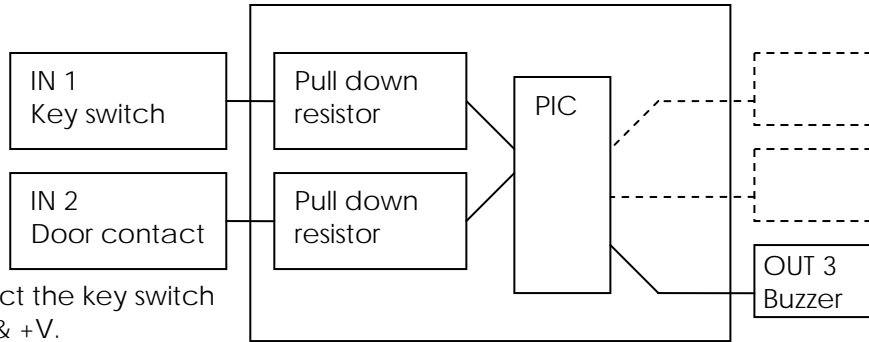 IN 1
Key switch
Pull down
resistor
PIC
IN 2
Door contact
Pull down
resistor
OUT 3
Buzzer
ct the key switch
& +V.